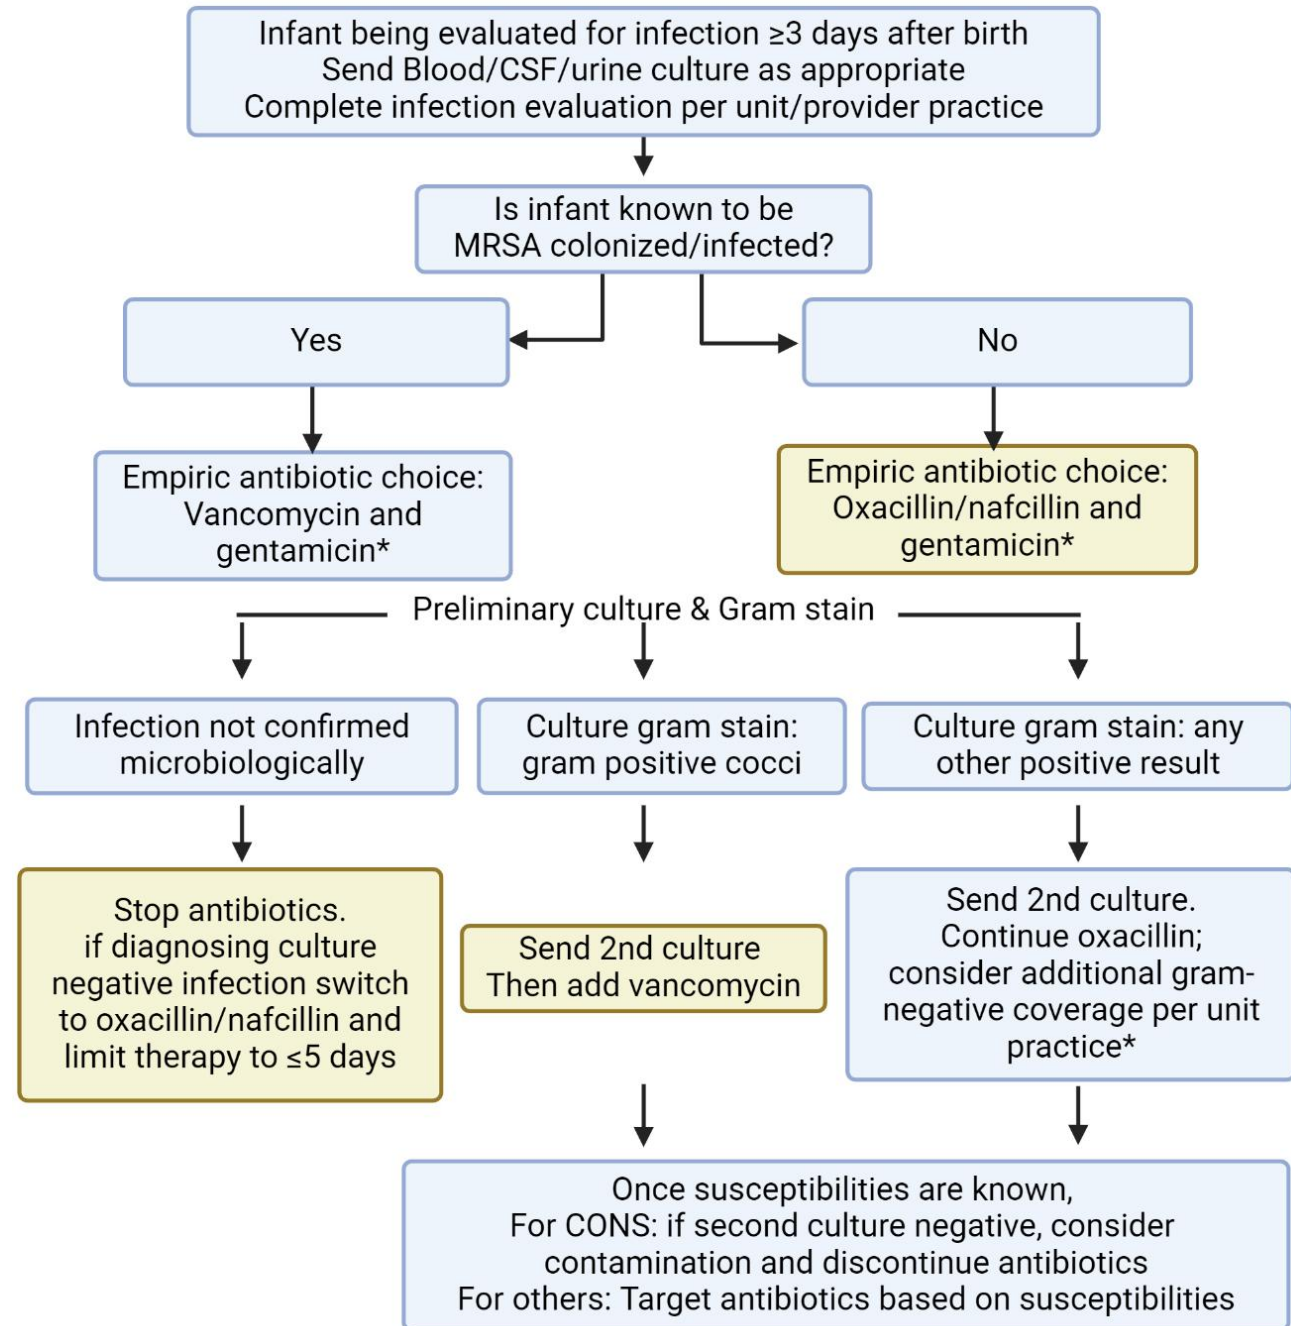 Infant being evaluated for infection ≥3 days after birth
Send Blood/CSF/urine culture as appropriate
Complete infection evaluation per unit/provider practice
Is infant known to be
MRSA colonized/infected?
Yes
No
Empiric antibiotic choice:
Vancomycin and
gentamicin*
Empiric antibiotic choice:
Oxacillin/nafcillin and
gentamicin*
Preliminary culture & Gram stain
Infection not confirmed
microbiologically
Culture gram stain:
gram positive cocci
Culture gram stain: any
other positive result
Stop antibiotics.
if diagnosing culture
negative infection switch
to oxacillin/nafcillin and
limit therapy to ≤5 days
Send 2nd culture
Then add vancomycin
Send 2nd culture.
Continue oxacillin;
consider additional gram-
negative coverage per unit
practice*
Once susceptibilities are known,
For CONS: if second culture negative, consider
contamination and discontinue antibiotics
For others: Target antibiotics based on susceptibilities